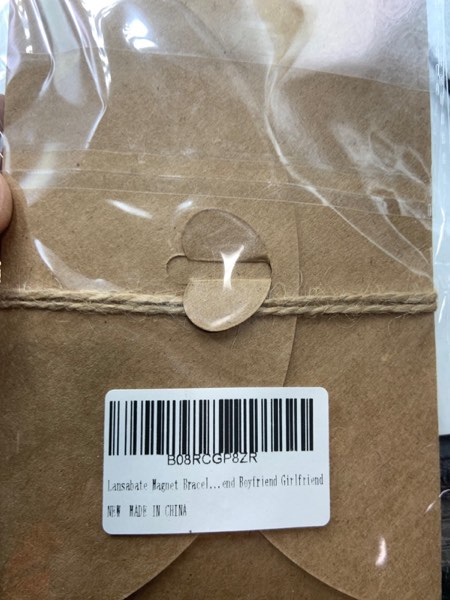 B08RCGP8ZR
Lansabate Magnet Bracel...end Boyfriend Girlfriend
NEW MADE IN CHINA